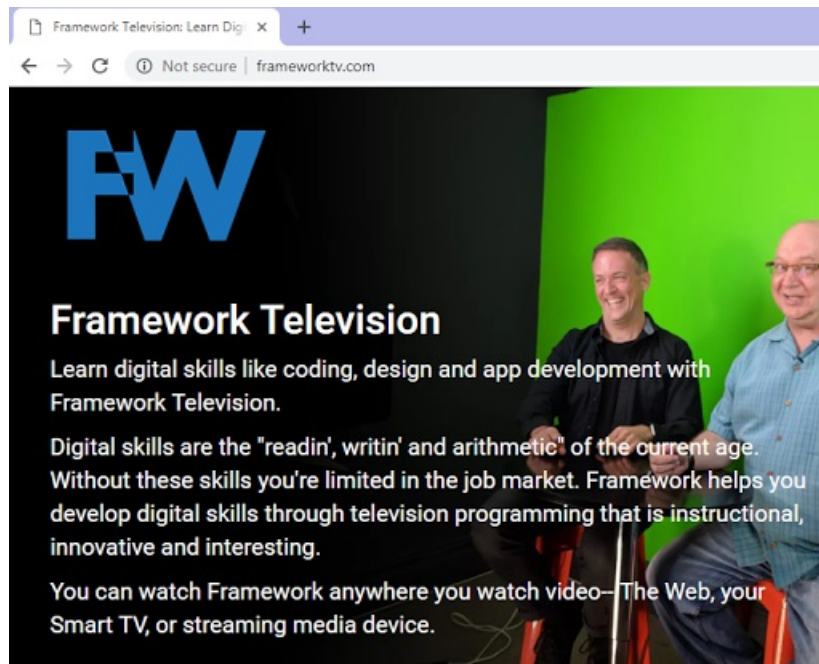 Framework Television: Learn Dig
Not secure | frameworktv.com
FW
Framework Television
Learn digital skills like coding, design and app development with
Framework Television.
Digital skills are the "readin', writin' and arithmetic" of the current age.
Without these skills you're limited in the job market. Framework helps you
develop digital skills through television programming that is instructional,
innovative and interesting.
You can watch Framework anywhere you watch video-- The Web, your
Smart TV, or streaming media device.